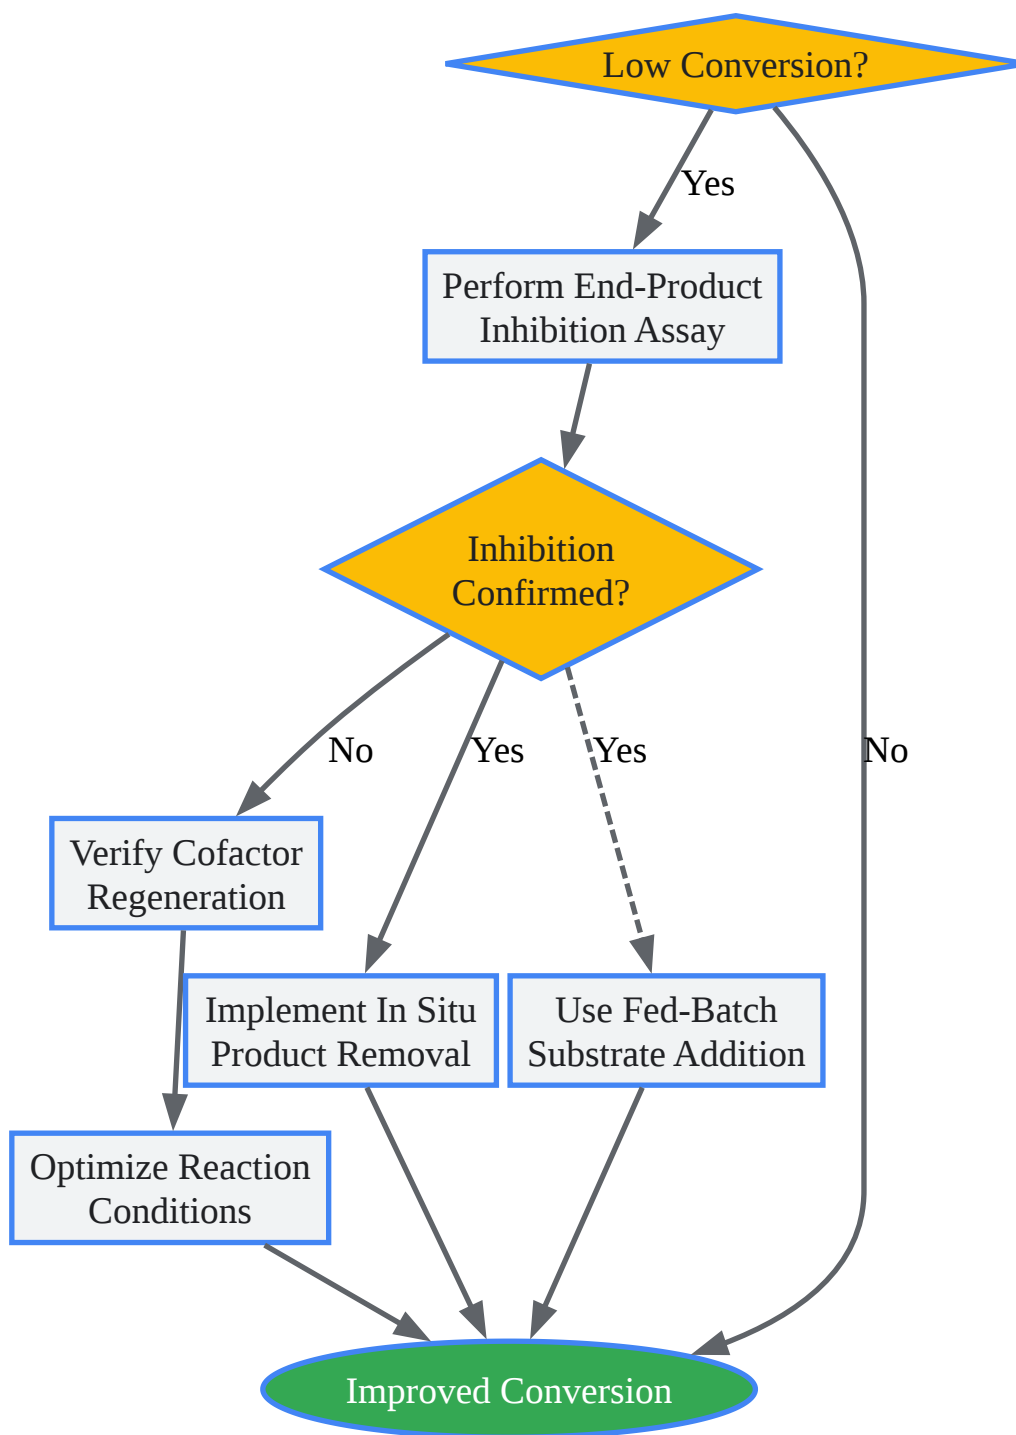 Low Conversion?
Yes
Perform End-Product
Inhibition Assay
Inhibition
Confirmed?
No
Yes
Yes
No
Verify Cofactor
Regeneration
Implement In Situ
Product Removal
Use Fed-Batch
Substrate Addition
Optimize Reaction
Conditions
Improved Conversion